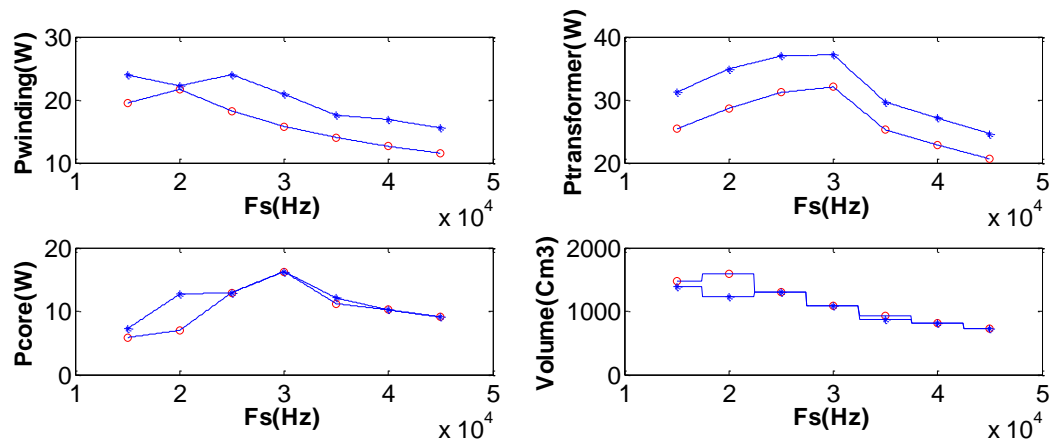 30
20
10
Pwinding(W)
1 2 3 4 5
Fs(Hz)
x 10^4
40
30
20
Ptransformer(W)
1 2 3 4 5
Fs(Hz)
x 10^4
20
10
0
Pcore(W)
1 2 3 4 5
Fs(Hz)
x 10^4
2000
1000
0
Volume(Cm3)
1 2 3 4 5
Fs(Hz)
x 10^4